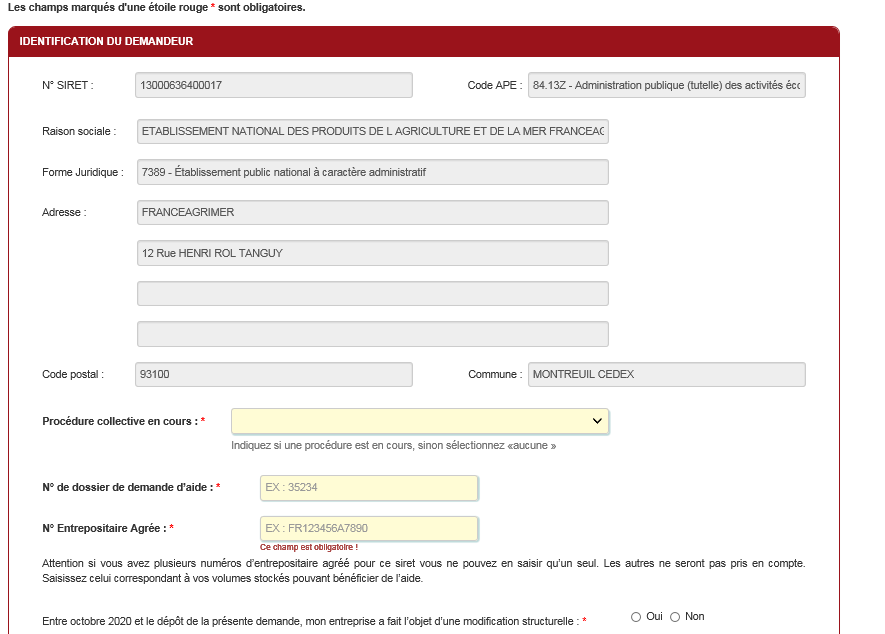 Les champs marqués d'une étoile rouge * sont obligatoires.
IDENTIFICATION DU DEMANDEUR
N° SIRET : 13000636400017 Code APE : 84.13Z - Administration publique (tutelle) des activités éco
Raison sociale : ETABLISSEMENT NATIONAL DES PRODUITS DE L AGRICULTURE ET DE LA MER FRANCEAG
Forme Juridique : 7389 - Établissement public national à caractère administratif
Adresse : FRANCEAGRIMER
12 Rue HENRI ROL TANGUY
Code postal : 93100 Commune : MONTREUIL CEDEX
Procédure collective en cours : *
Indiquez si une procédure est en cours, sinon sélectionnez «aucune »
N° de dossier de demande d'aide : * EX : 35234
N° Entrepositaire Agrée : * EX : FR123456A7890
Ce champ est obligatoire !
Attention si vous avez plusieurs numéros d'entrepositaire agréé pour ce siret vous ne pouvez en saisir qu'un seul. Les autres ne seront pas pris en compte.
Saisissez celui correspondant à vos volumes stockés pouvant bénéficier de l'aide.
Entre octobre 2020 et le dépôt de la présente demande, mon entreprise a fait l'objet d'une modification structurelle : * Oui Non